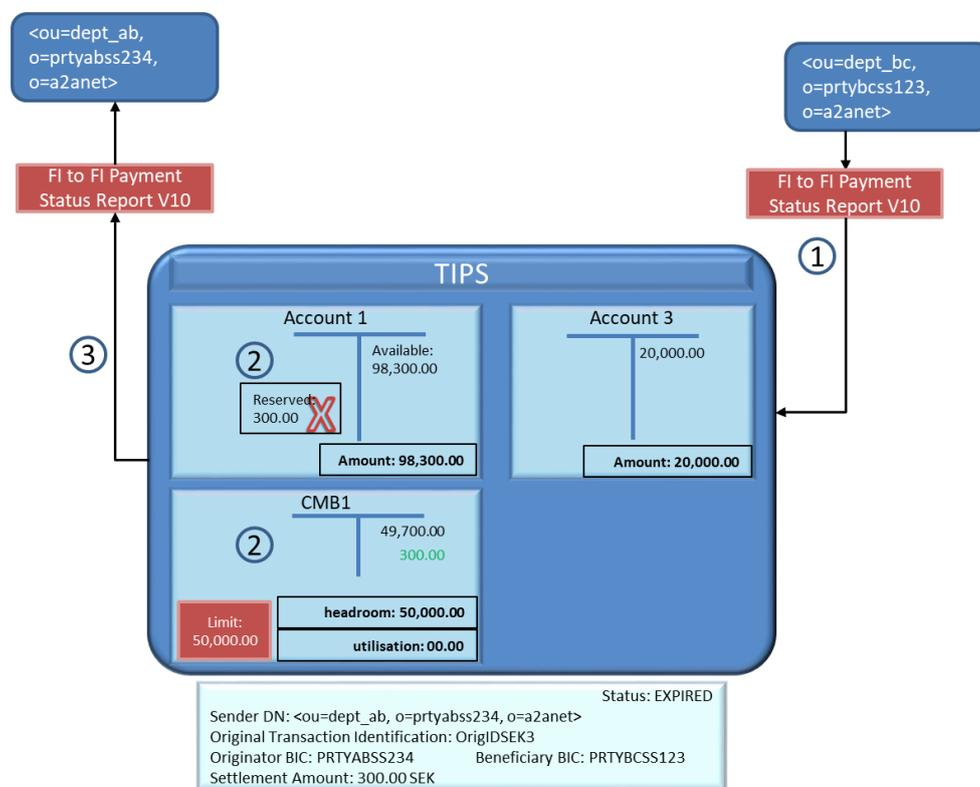 <ou=dept_ab,
o=prtyabss234,
o=a2anet>
<ou=dept_bc,
o=prtybcss123,
o=a2anet>
FI to FI Payment
Status Report V10
FI to FI Payment
Status Report V10
1
TIPS
Account 1
2
Available:
98,300.00
Reserved:
300.00
X
Amount: 98,300.00
Account 3
20,000.00
Amount: 20,000.00
3
CMB1
2
49,700.00
300.00
Limit:
50,000.00
headroom: 50,000.00
utilisation: 00.00
Status: EXPIRED
Sender DN: <ou=dept_ab, o=prtyabss234, o=a2anet>
Original Transaction Identification: OrigIDSEK3
Originator BIC: PRTYABSS234 Beneficiary BIC: PRTYBCSS123
Settlement Amount: 300.00 SEK